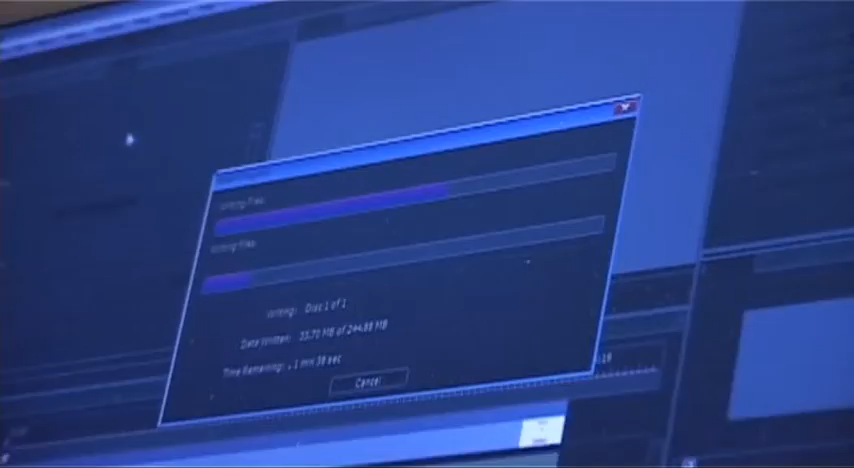 Writing Files
Writing Files
Writing: Disc 1 of 1
Data Written: 33.70 MB of 244.88 MB
Time Remaining: 1 min 38 sec
Cancel